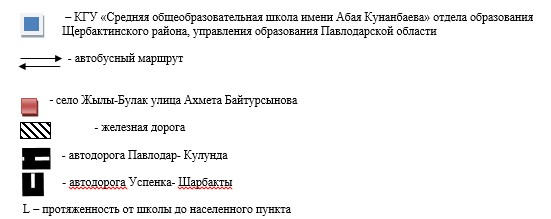 – КГУ «Средняя общеобразовательная школа имени Абая Кунанбаева» отдела образования
Щербактинского района, управления образования Павлодарской области
- автобусный маршрут
- село Жылы-Булак улица Ахмета Байтурсынова
- железная дорога
- автодорога Павлодар- Кулунда
- автодорога Успенка- Шарбакты
L – протяженность от школы до населенного пункта